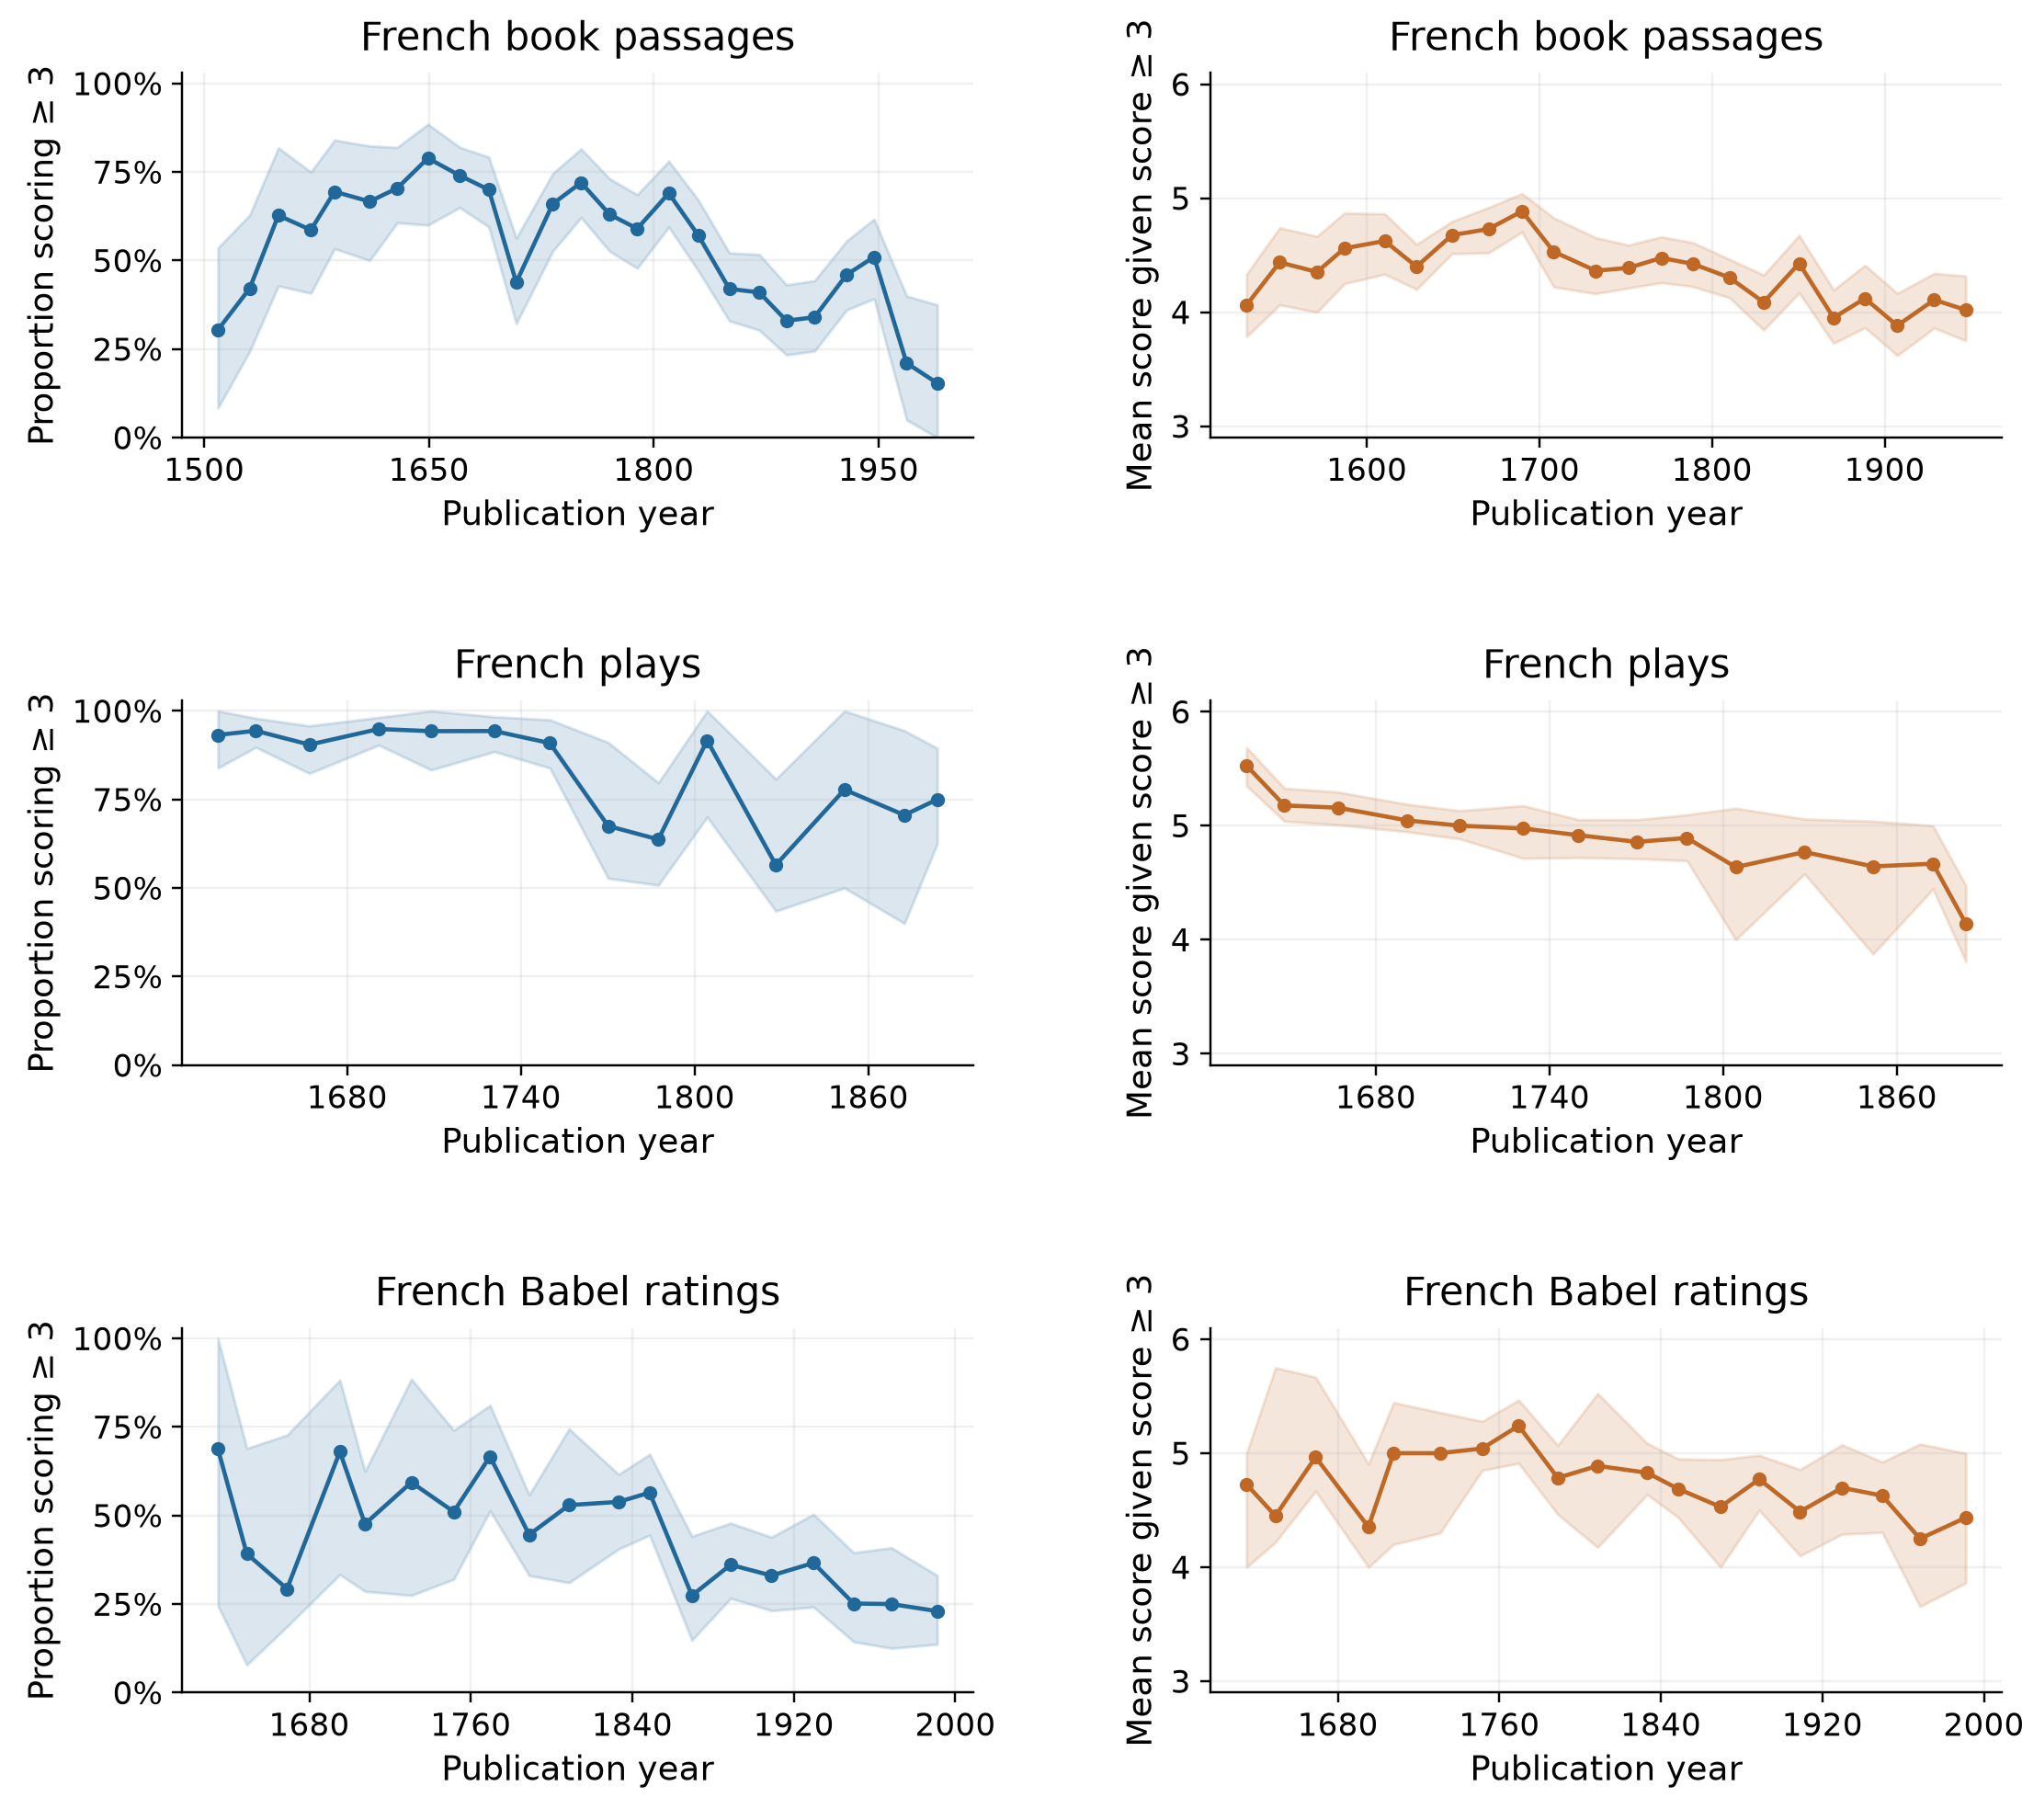 French book passages
Proportion scoring ≥ 3
100%
75%
50%
25%
0%
1500 1650 1800 1950
Publication year
French book passages
Mean score given score ≥ 3
6
5
4
3
1600 1700 1800 1900
Publication year
French plays
Proportion scoring ≥ 3
100%
75%
50%
25%
0%
1680 1740 1800 1860
Publication year
French plays
Mean score given score ≥ 3
6
5
4
3
1680 1740 1800 1860
Publication year
French Babel ratings
Proportion scoring ≥ 3
100%
75%
50%
25%
0%
1680 1760 1840 1920 2000
Publication year
French Babel ratings
Mean score given score ≥ 3
6
5
4
3
1680 1760 1840 1920 2000
Publication year